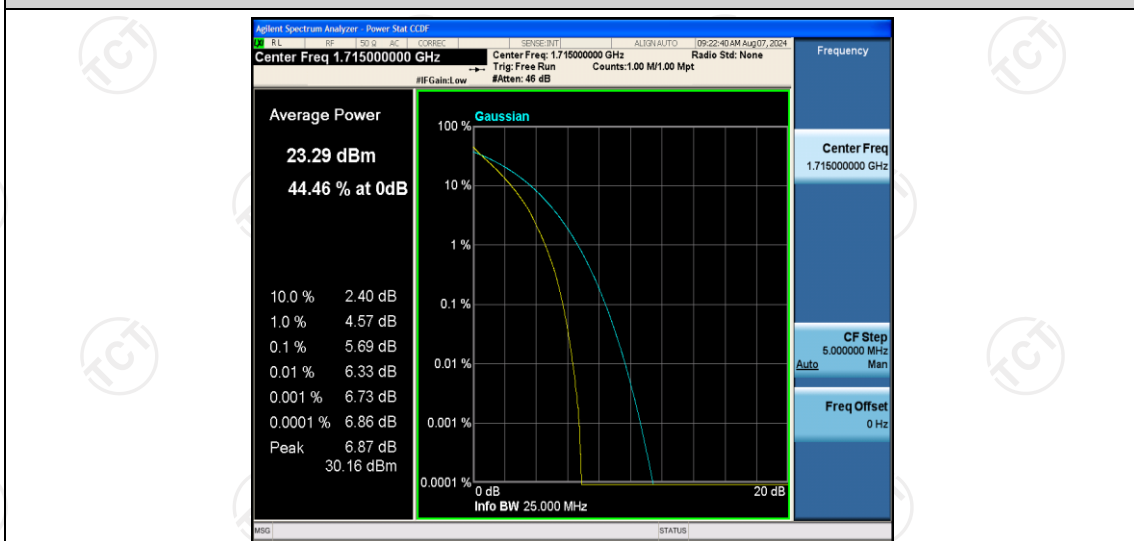 Agilent Spectrum Analyzer - Power Stat CCDF
LXI RL RF 50 Ω AC CORREC SENSE:INT ALIGN AUTO 09:22:40 AM Aug 07, 2024
Center Freq 1.715000000 GHz
Center Freq: 1.715000000 GHz Radio Std: None
Trig: Free Run Counts:1.00 M/1.00 Mpt
#IFGain:Low #Atten: 46 dB
Frequency
Average Power
23.29 dBm
44.46 % at 0dB
10.0 % 2.40 dB
1.0 % 4.57 dB
0.1 % 5.69 dB
0.01 % 6.33 dB
0.001 % 6.73 dB
0.0001 % 6.86 dB
Peak 6.87 dB
30.16 dBm
Gaussian
100 %
10 %
1 %
0.1 %
0.01 %
0.001 %
0.0001 %
0 dB 20 dB
Info BW 25.000 MHz
Center Freq
1.715000000 GHz
CF Step
5.000000 MHz
Auto Man
Freq Offset
0 Hz
MSG STATUS
TCT
TCT
TCT
TCT